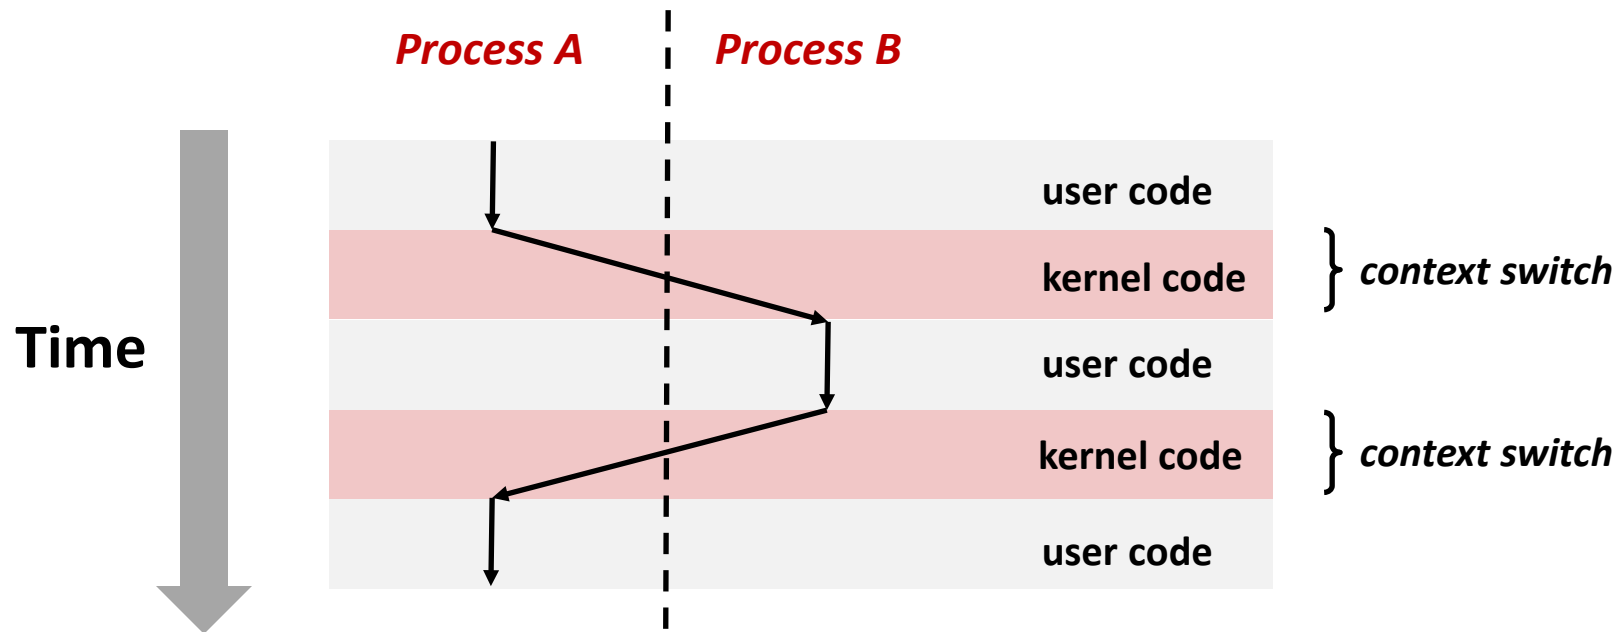 Process A
Process B
user code
kernel code
context switch
Time
user code
kernel code
context switch
user code